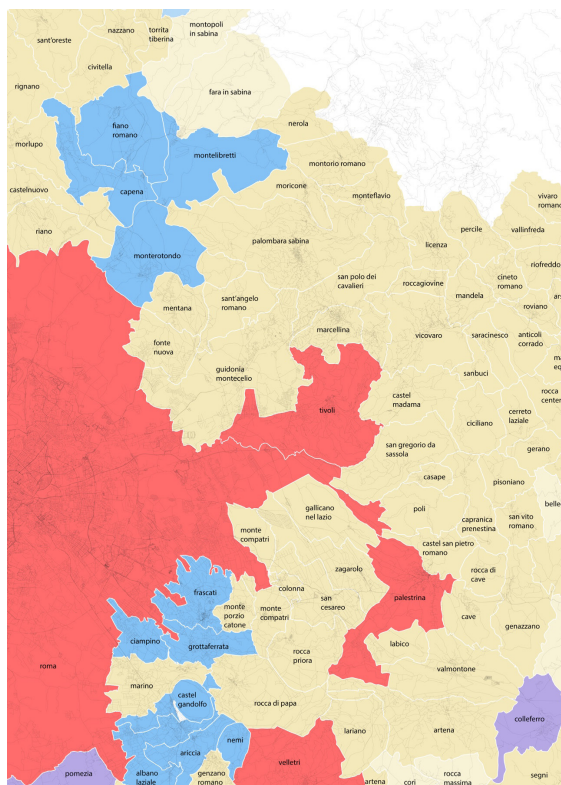 nazzano
torrita
tiberina
montopoli
in sabina
sant'oreste
civitella
rignano
fara in sabina
fiano
romano
nerola
morlupo
montelibretti
montorio romano
capena
moricone
monteflavio
castelnuovo
vivaro
romano
riano
percile
vallinfreda
palombara sabina
licenza
monterotondo
riofreddo
san polo dei
cavalieri
roccagiovine
cineto
romano
mandela
ars
sant'angelo
romano
mentana
roviano
marcellina
vicovaro
saracinesco
anticoli
corrado
fonte
nuova
ma
eq
guidonia
montecelio
sanbuci
rocca
center
castel
madama
tivoli
cerreto
laziale
ciciliano
san gregorio da
sassola
gerano
casape
pisoniano
gallicano
nel lazio
poli
belle
capranica
prenestina
san vito
romano
monte
compatri
castel san pietro
romano
zagarolo
rocca di
cave
colonna
frascati
palestrina
san
cesareo
monte
porzio
catone
monte
compatri
cave
genazzano
ciampino
grottaferrata
labico
rocca
priora
roma
valmontone
marino
castel
gandolfo
rocca di papa
colleferro
lariano
artena
nemi
ariccia
velletri
pomezia
albano
laziale
genzano
romano
artena
cori
rocca
massima
segni